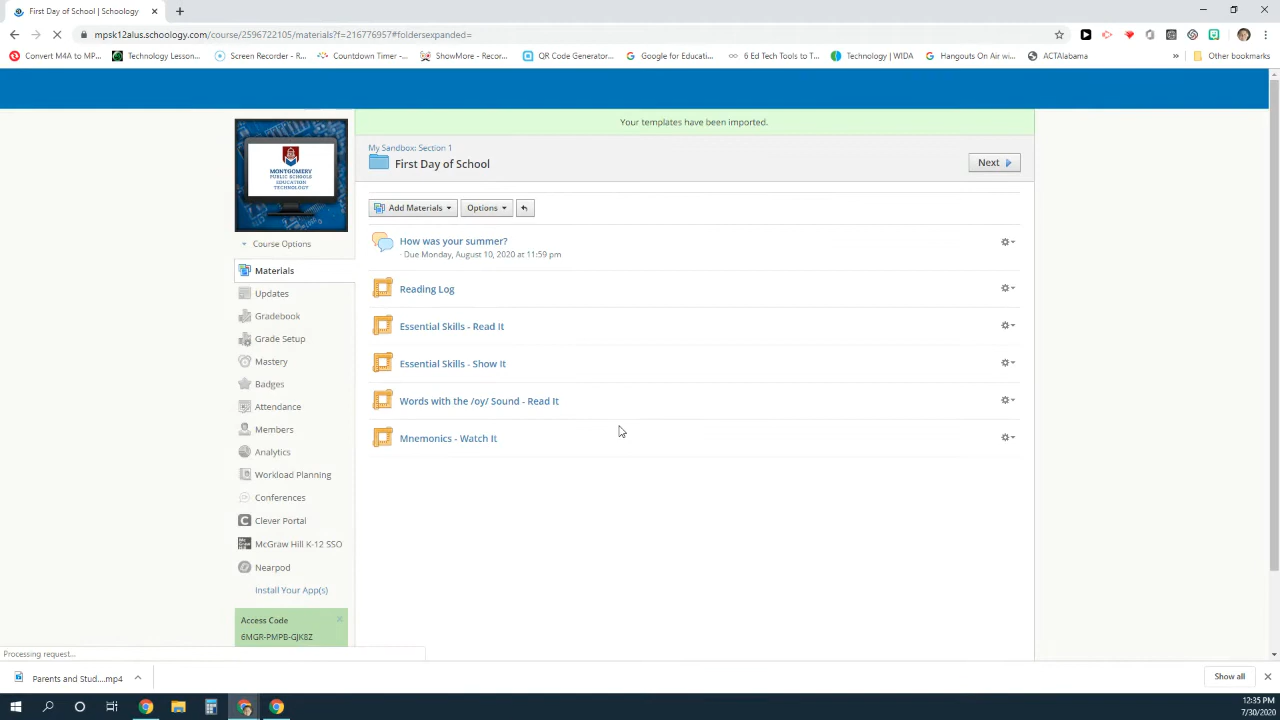 First Day of School | Schoology
mpsk12alus.schoology.com/course/2596722105/materials?f=216776957#foldersexpanded=
Convert M4A to MP...
Technology Lesson...
Screen Recorder - R...
Countdown Timer -...
ShowMore - Recor...
QR Code Generator...
Google for Educati...
6 Ed Tech Tools to T...
Technology | WIDA
Hangouts On Air wi...
ACTAlabama
»
Other bookmarks
Your templates have been imported.
MONTGOMERY
PUBLIC SCHOOLS
EDUCATION
TECHNOLOGY
My Sandbox: Section 1
First Day of School
Next
Add Materials
Options
Course Options
Materials
Updates
Gradebook
Grade Setup
Mastery
Badges
Attendance
Members
Analytics
Workload Planning
Conferences
Clever Portal
McGraw Hill K-12 SSO
Nearpod
Install Your App(s)
Access Code
6MGR-PMPB-GJK8Z
How was your summer?
· Due Monday, August 10, 2020 at 11:59 pm
Reading Log
Essential Skills - Read It
Essential Skills - Show It
Words with the /oy/ Sound - Read It
Mnemonics - Watch It
Processing request...
Parents and Stud....mp4
Show all
12:35 PM
7/30/2020